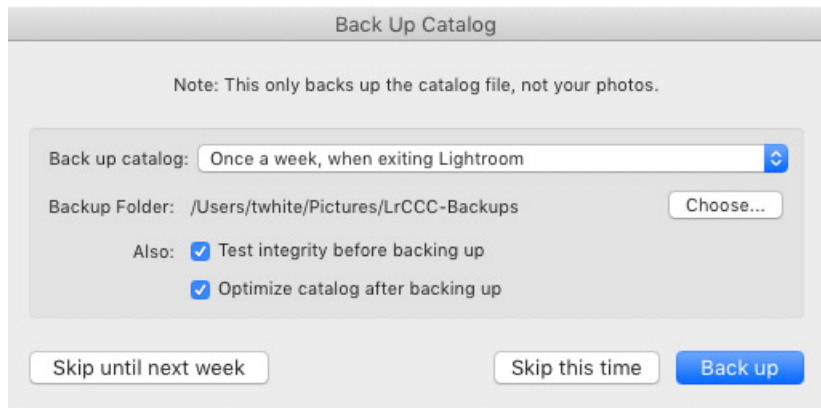 Back Up Catalog
Note: This only backs up the catalog file, not your photos.
Back up catalog: Once a week, when exiting Lightroom
Backup Folder: /Users/twhite/Pictures/LrCCC-Backups Choose...
Also: Test integrity before backing up
Optimize catalog after backing up
Skip until next week Skip this time Back up